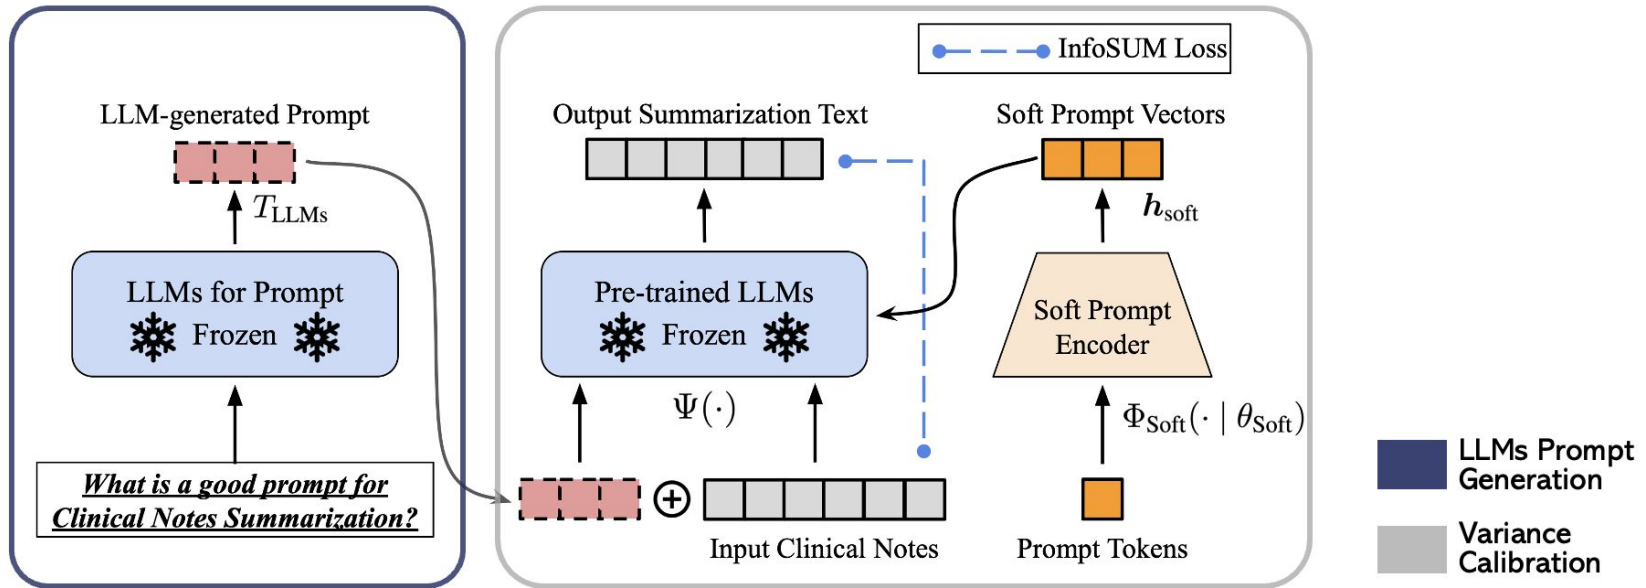 LLM-generated Prompt
T_LLMs
LLMs for Prompt
Frozen
What is a good prompt for
Clinical Notes Summarization?
InfoSUM Loss
Output Summarization Text
Pre-trained LLMs
Frozen
Ψ(·)
Input Clinical Notes
Soft Prompt Vectors
h_soft
Soft Prompt
Encoder
Φ_Soft(· | θ_Soft)
Prompt Tokens
LLMs Prompt
Generation
Variance
Calibration